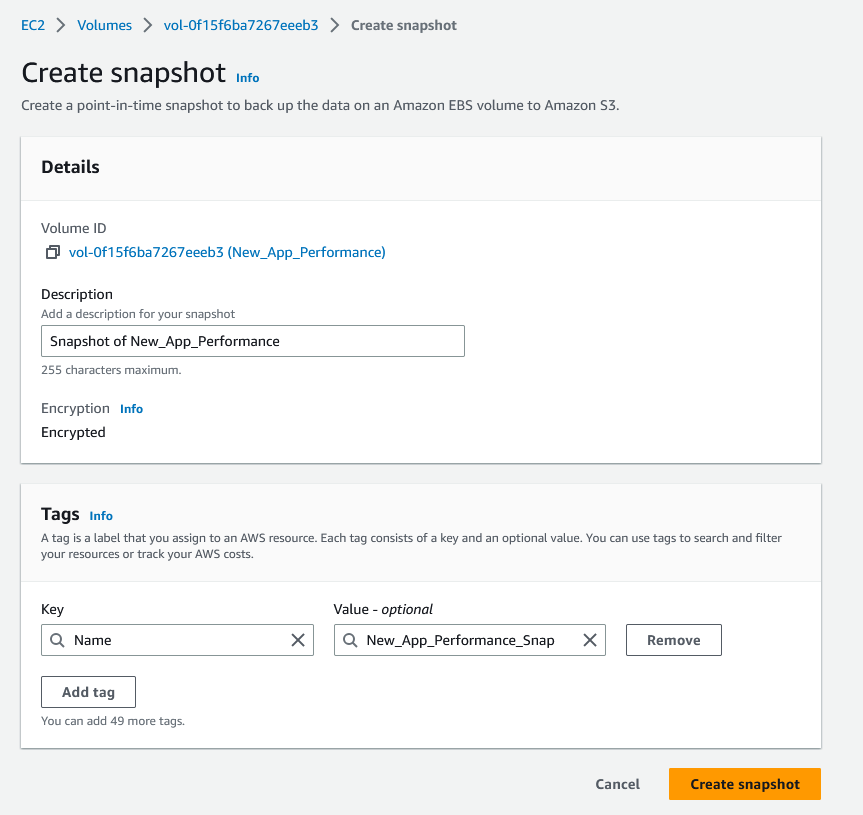 EC2 > Volumes > vol-0f15f6ba7267eeeb3 > Create snapshot
Create snapshot Info
Create a point-in-time snapshot to back up the data on an Amazon EBS volume to Amazon S3.
Details
Volume ID
vol-0f15f6ba7267eeeb3 (New_App_Performance)
Description
Add a description for your snapshot
Snapshot of New_App_Performance
255 characters maximum.
Encryption Info
Encrypted
Tags Info
A tag is a label that you assign to an AWS resource. Each tag consists of a key and an optional value. You can use tags to search and filter
your resources or track your AWS costs.
Key Value - optional
Name New_App_Performance_Snap Remove
Add tag
You can add 49 more tags.
Cancel Create snapshot